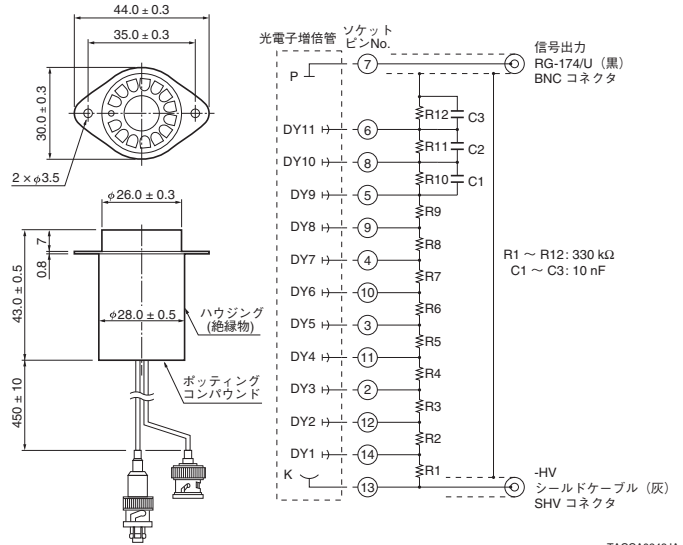 44.0 ± 0.3
35.0 ± 0.3
30.0 ± 0.3
2 × φ3.5
φ26.0 ± 0.3
7
0.8
43.0 ± 0.5
φ28.0 ± 0.5
450 ± 10
ハウジング
(絶縁物)
ポッティング
コンパウンド
光電子増倍管
ソケット
ピンNo.
P
7
信号出力
RG-174/U（黒）
BNC コネクタ
R12
C3
DY11
6
R11
C2
DY10
8
R10
C1
DY9
5
R9
DY8
9
R8
DY7
4
R7
DY6
10
R6
DY5
3
R5
DY4
11
R4
DY3
2
R3
DY2
12
R2
DY1
14
R1
K
13
R1 ～ R12: 330 kΩ
C1 ～ C3: 10 nF
-HV
シールドケーブル（灰）
SHV コネクタ